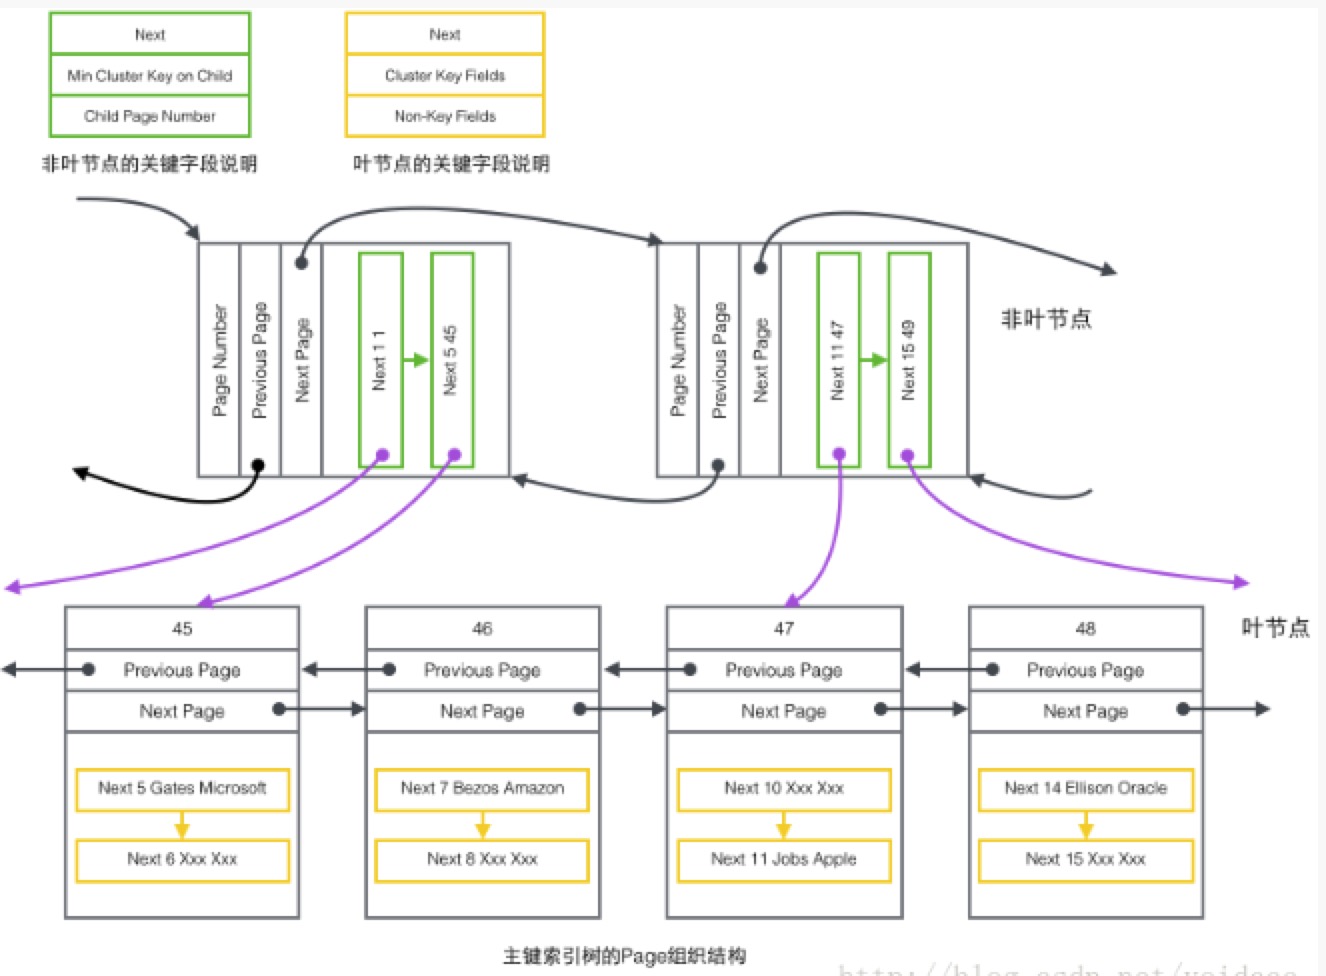 Next
Min Cluster Key on Child
Child Page Number
非叶节点的关键字段说明
Next
Cluster Key Fields
Non-Key Fields
叶节点的关键字段说明
Page Number
Previous Page
Next Page
Next 1 1
Next 5 45
Page Number
Previous Page
Next Page
Next 11 47
Next 15 49
非叶节点
45
Previous Page
Next Page
Next 5 Gates Microsoft
Next 6 Xxx Xxx
46
Previous Page
Next Page
Next 7 Bezos Amazon
Next 8 Xxx Xxx
47
Previous Page
Next Page
Next 10 Xxx Xxx
Next 11 Jobs Apple
48
Previous Page
Next Page
Next 14 Ellison Oracle
Next 15 Xxx Xxx
叶节点
主键索引树的Page组织结构